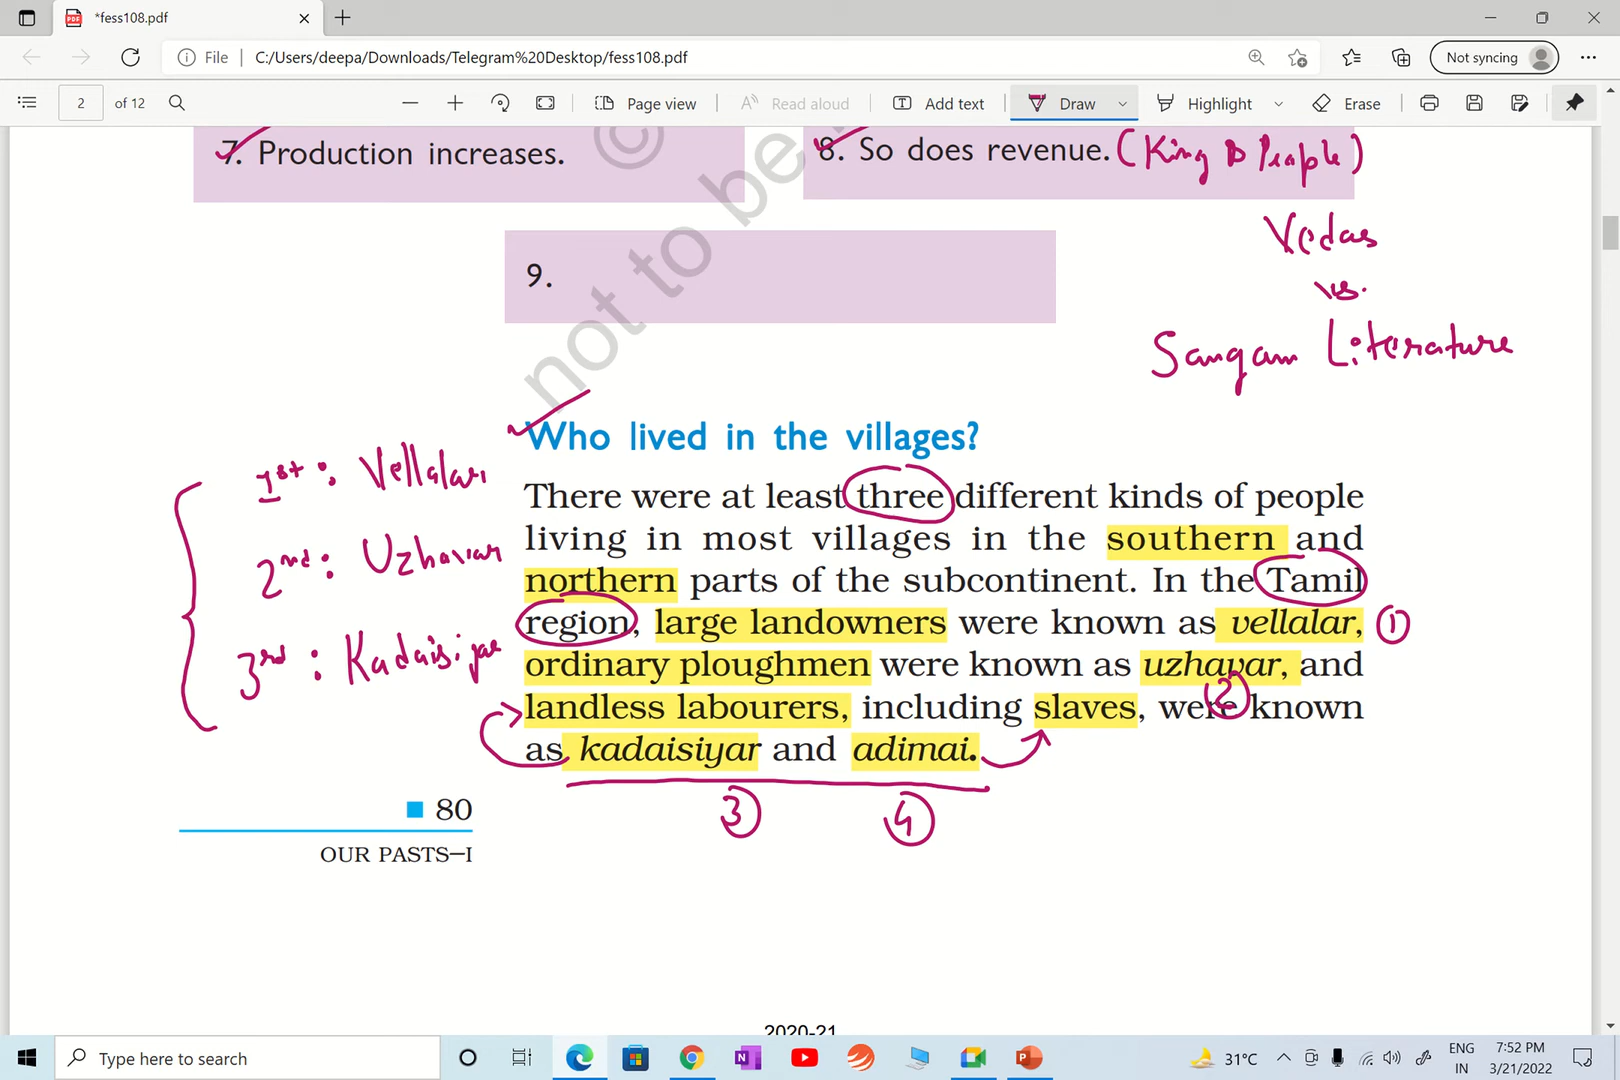 *fess108.pdf
File C:/Users/deepa/Downloads/Telegram%20Desktop/fess108.pdf
Not syncing
2 of 12
Page view
Read aloud
Add text
Draw
Highlight
Erase
7. Production increases.
8. So does revenue. (King & People)
9.
not to be
©
Vedas
vs.
Sangam Literature
Who lived in the villages?
1st : Vellalar
2nd : Uzhavar
3rd : Kadaisiyar
There were at least three different kinds of people
living in most villages in the southern and
northern parts of the subcontinent. In the Tamil
region, large landowners were known as vellalar, 1
ordinary ploughmen were known as uzhavar, and
2
landless labourers, including slaves, were known
as kadaisiyar and adimai.
3 4
80
OUR PASTS–I
2020-21
Type here to search
31°C
ENG
IN
7:52 PM
3/21/2022